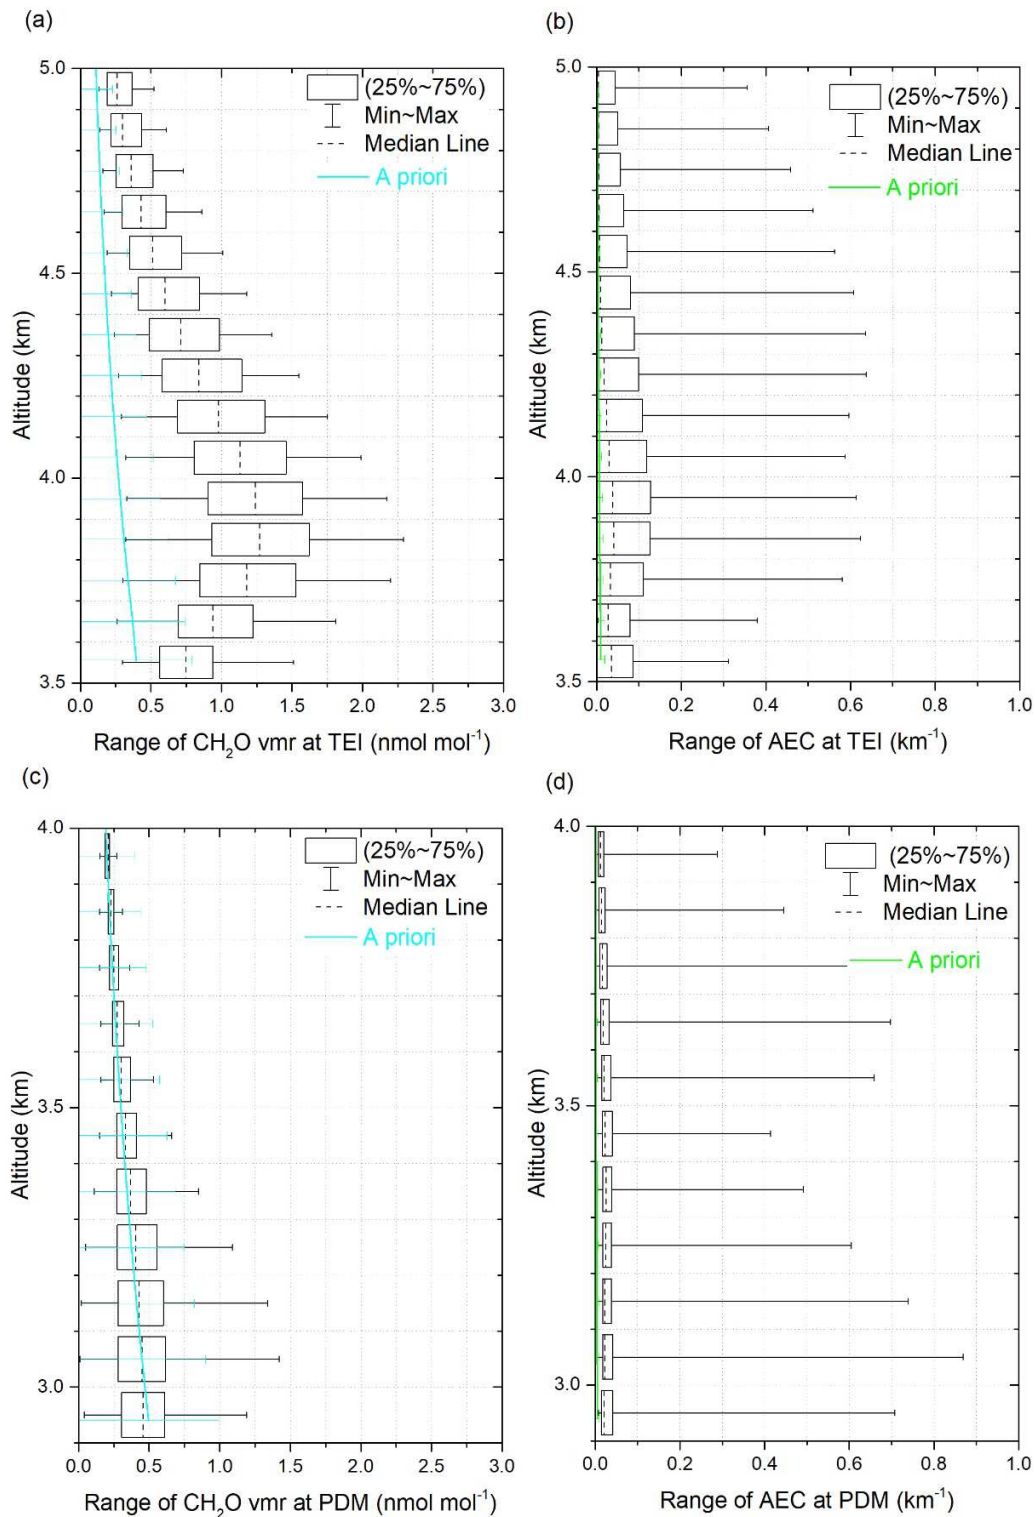 (a)
(25%~75%)
Min~Max
Median Line
A priori
5.0
4.5
4.0
3.5
Altitude (km)
0.0 0.5 1.0 1.5 2.0 2.5 3.0
Range of CH₂O vmr at TEI (nmol mol⁻¹)
(b)
(25%~75%)
Min~Max
Median Line
A priori
5.0
4.5
4.0
3.5
Altitude (km)
0.0 0.2 0.4 0.6 0.8 1.0
Range of AEC at TEI (km⁻¹)
(c)
(25%~75%)
Min~Max
Median Line
A priori
4.0
3.5
3.0
Altitude (km)
0.0 0.5 1.0 1.5 2.0 2.5 3.0
Range of CH₂O vmr at PDM (nmol mol⁻¹)
(d)
(25%~75%)
Min~Max
Median Line
A priori
4.0
3.5
3.0
Altitude (km)
0.0 0.2 0.4 0.6 0.8 1.0
Range of AEC at PDM (km⁻¹)